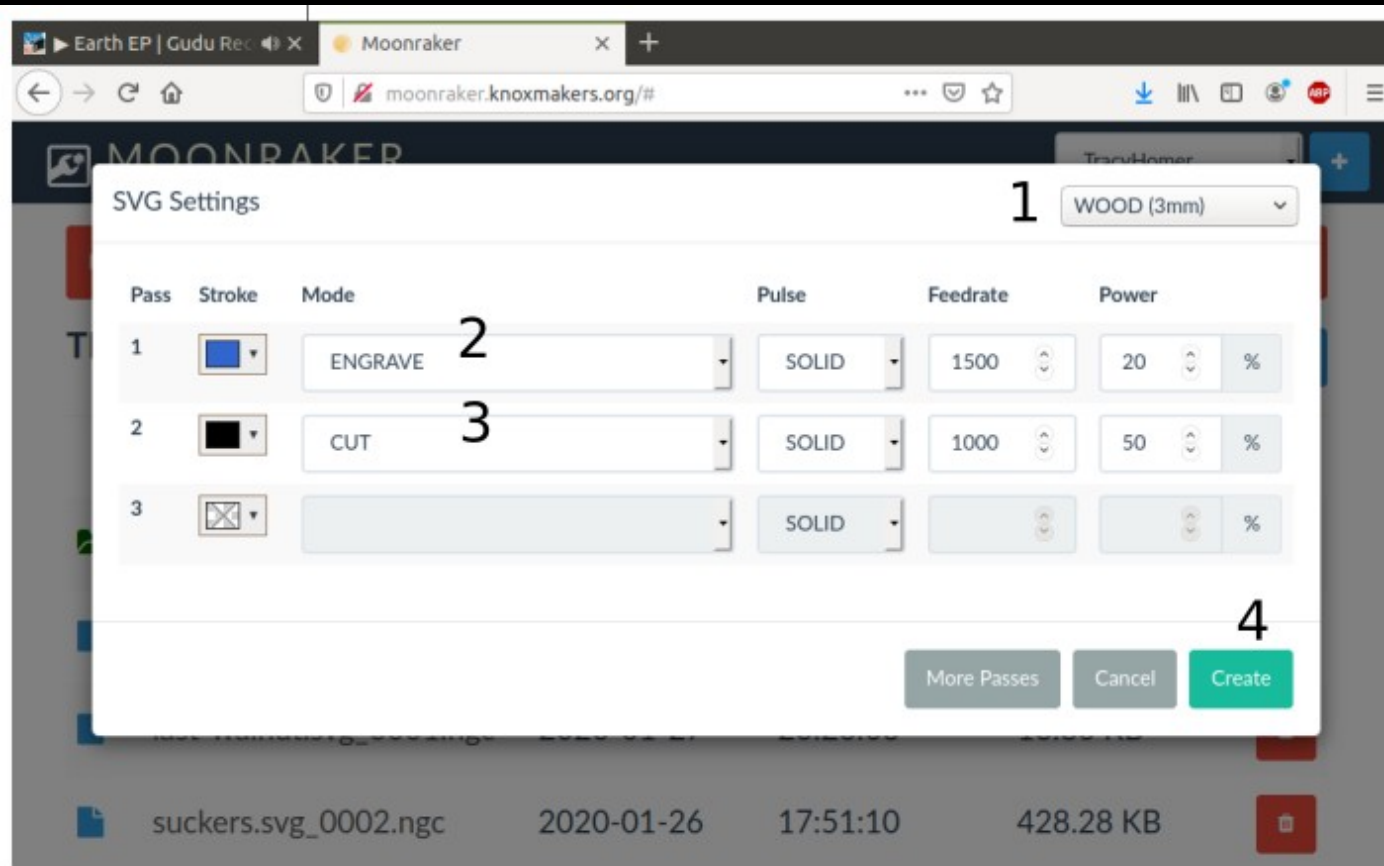 Earth EP | Gudu Rec
Moonraker
moonraker.knoxmakers.org/#
ABP
MOONRAKER
TracyHomer
SVG Settings
1
WOOD (3mm)
Pass Stroke Mode Pulse Feedrate Power
1 ENGRAVE 2 SOLID 1500 20 %
2 CUT 3 SOLID 1000 50 %
3 SOLID %
4
More Passes Cancel Create
suckers.svg_0002.ngc 2020-01-26 17:51:10 428.28 KB